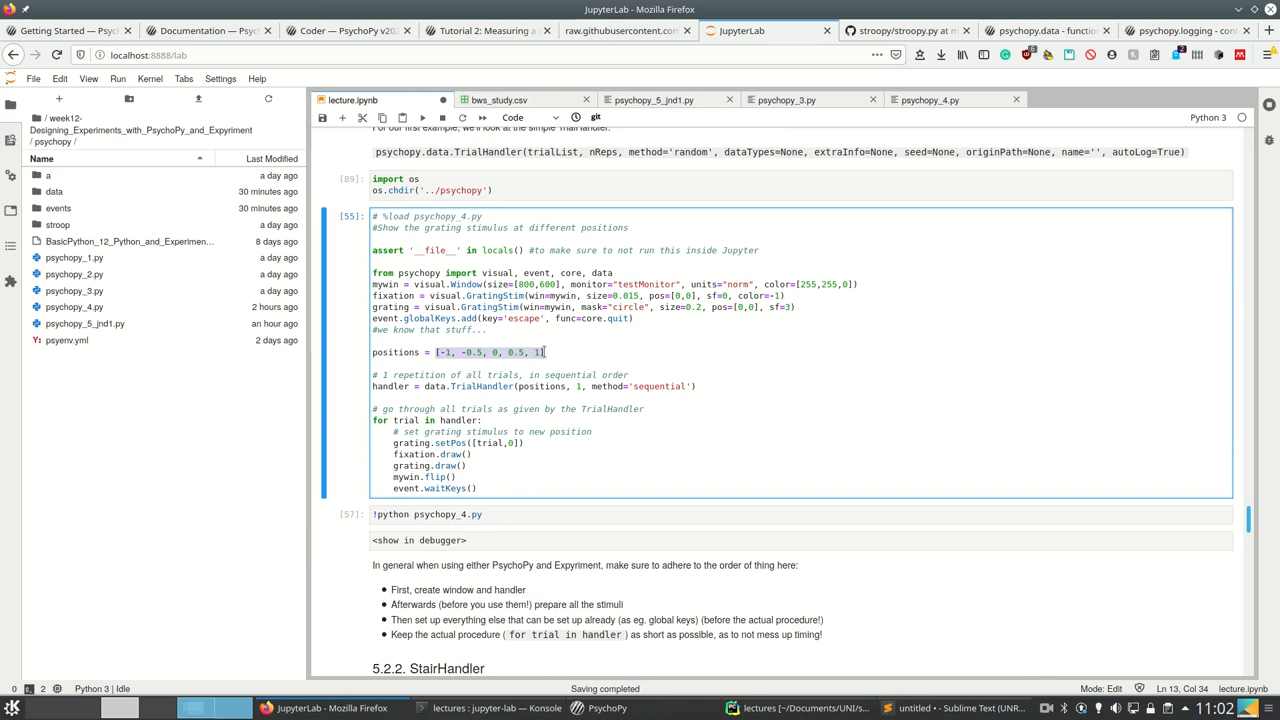 JupyterLab - Mozilla Firefox
Getting Started — Psyc
Documentation — Psych
Coder — PsychoPy v202
Tutorial 2: Measuring a
raw.githubusercontent.com/
JupyterLab
stroopy/stroopy.py at m
psychopy.data - functio
psychopy.logging - con
localhost:8888/lab
File Edit View Run Kernel Tabs Settings Help
lecture.ipynb
bws_study.csv
psychopy_5_jnd1.py
psychopy_3.py
psychopy_4.py
Code
git
Python 3
/ week12-
Designing_Experiments_with_PsychoPy_and_Expyriment
/ psychopy /
Name Last Modified
a a day ago
data 30 minutes ago
events 30 minutes ago
stroop a day ago
BasicPython_12_Python_and_Experimen... 8 days ago
psychopy_1.py a day ago
psychopy_2.py a day ago
psychopy_3.py a day ago
psychopy_4.py 2 hours ago
psychopy_5_jnd1.py an hour ago
psyenv.yml 2 days ago
For our first example, we'll look at the simple TrialHandler:
psychopy.data.TrialHandler(trialList, nReps, method='random', dataTypes=None, extraInfo=None, seed=None, originPath=None, name='', autoLog=True)
[89]: import os
os.chdir('../psychopy')
[55]: # %load psychopy_4.py
#Show the grating stimulus at different positions
assert '__file__' in locals() #to make sure to not run this inside Jupyter
from psychopy import visual, event, core, data
mywin = visual.Window(size=[800,600], monitor="testMonitor", units="norm", color=[255,255,0])
fixation = visual.GratingStim(win=mywin, size=0.015, pos=[0,0], sf=0, color=-1)
grating = visual.GratingStim(win=mywin, mask="circle", size=0.2, pos=[0,0], sf=3)
event.globalKeys.add(key='escape', func=core.quit)
#we know that stuff...
positions = [-1, -0.5, 0, 0.5, 1]
# 1 repetition of all trials, in sequential order
handler = data.TrialHandler(positions, 1, method='sequential')
# go through all trials as given by the TrialHandler
for trial in handler:
# set grating stimulus to new position
grating.setPos([trial,0])
fixation.draw()
grating.draw()
mywin.flip()
event.waitKeys()
[57]: !python psychopy_4.py
<show in debugger>
In general when using either PsychoPy and Expyriment, make sure to adhere to the order of thing here:
● First, create window and handler
● Afterwards (before you use them!) prepare all the stimuli
● Then set up everything else that can be set up already (as eg. global keys) (before the actual procedure!)
● Keep the actual procedure ( for trial in handler ) as short as possible, as to not mess up timing!
5.2.2. StairHandler
0 2 Python 3 | Idle Saving completed Mode: Edit Ln 13, Col 34 lecture.ipynb
JupyterLab - Mozilla Firefox
lectures : jupyter-lab — Konsole
PsychoPy
lectures [~/Documents/UNI/s...
untitled • - Sublime Text (UNR...
11:02